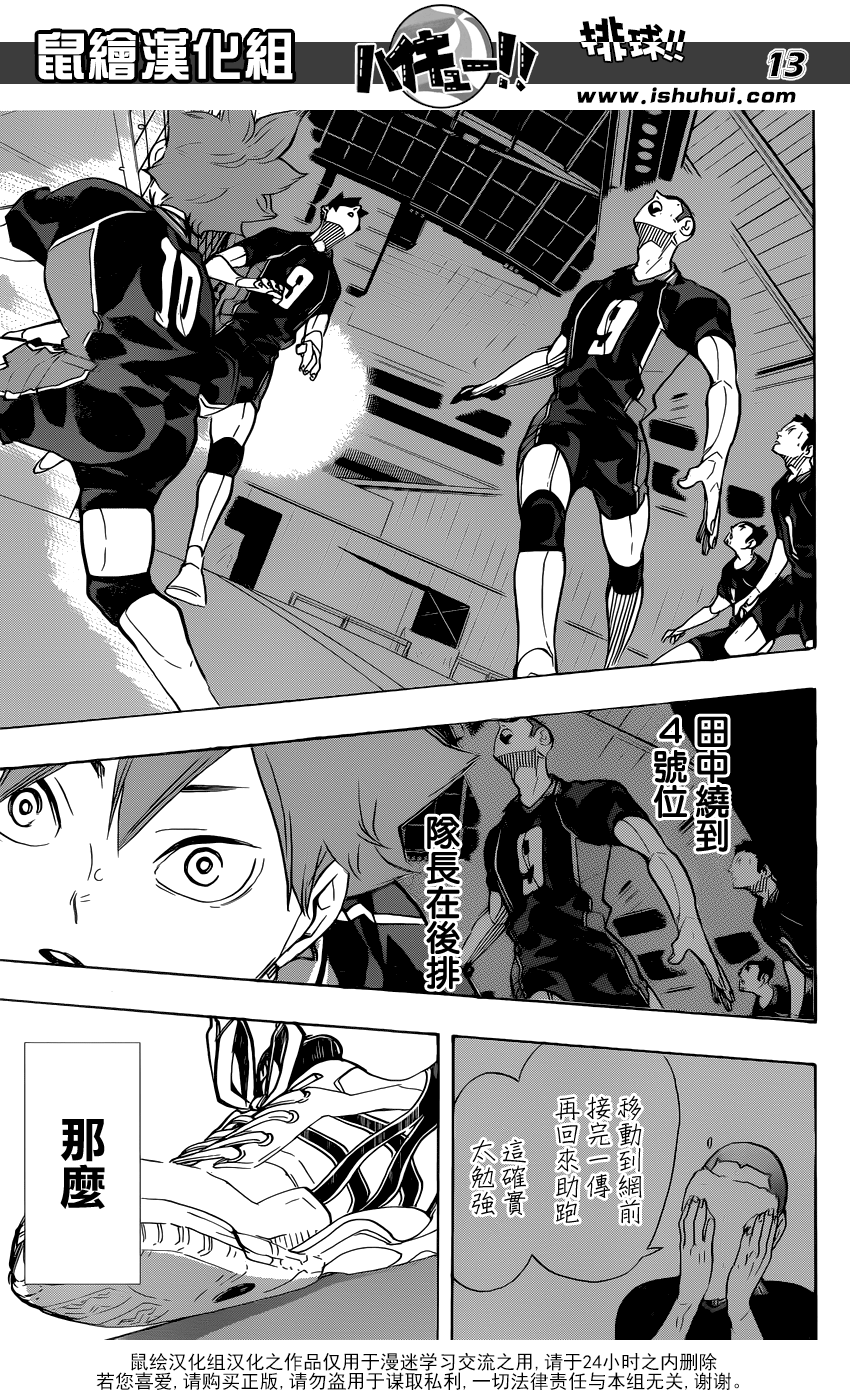 鼠繪漢化組
ハイキュー!!
排球!!
13
www.ishuhui.com
10
9
9
田中繞到
4號位
隊長在後排
9
移動到網前
接完一傳
再回來助跑
這確實
太勉強
那麼
鼠绘汉化组汉化之作品仅用于漫迷学习交流之用,请于24小时之内删除
若您喜爱,请购买正版,请勿盗用于谋取私利,一切法律责任与本组无关,谢谢。